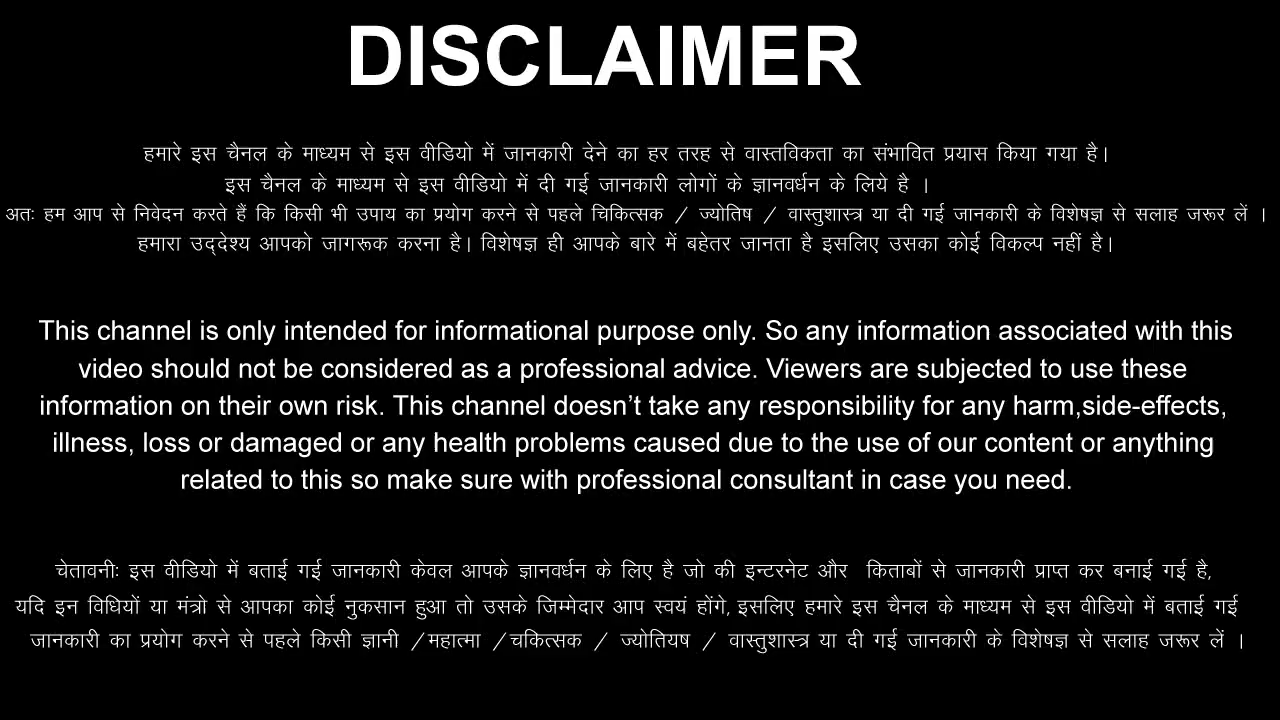 DISCLAIMER
हमारे इस चैनल के माध्यम से इस वीडियो में जानकारी देने का हर तरह से वास्तविकता का संभावित प्रयास किया गया है।
इस चैनल के माध्यम से इस वीडियो में दी गई जानकारी लोगों के ज्ञानवर्धन के लिये है ।
अतः हम आप से निवेदन करते हैं कि किसी भी उपाय का प्रयोग करने से पहले चिकित्सक / ज्योतिष / वास्तुशास्त्र या दी गई जानकारी के विशेषज्ञ से सलाह जरूर लें ।
हमारा उद्देश्य आपको जागरूक करना है। विशेषज्ञ ही आपके बारे में बहेतर जानता है इसलिए उसका कोई विकल्प नहीं है।
This channel is only intended for informational purpose only. So any information associated with this
video should not be considered as a professional advice. Viewers are subjected to use these
information on their own risk. This channel doesn’t take any responsibility for any harm,side-effects,
illness, loss or damaged or any health problems caused due to the use of our content or anything
related to this so make sure with professional consultant in case you need.
चेतावनीः इस वीडियो में बताई गई जानकारी केवल आपके ज्ञानवर्धन के लिए है जो की इन्टरनेट और किताबों से जानकारी प्राप्त कर बनाई गई है,
यदि इन विधियों या मंत्रो से आपका कोई नुकसान हुआ तो उसके जिम्मेदार आप स्वयं होंगे, इसलिए हमारे इस चैनल के माध्यम से इस वीडियो में बताई गई
जानकारी का प्रयोग करने से पहले किसी ज्ञानी /महात्मा /चकित्सक / ज्योतियष / वास्तुशास्त्र या दी गई जानकारी के विशेषज्ञ से सलाह जरूर लें ।